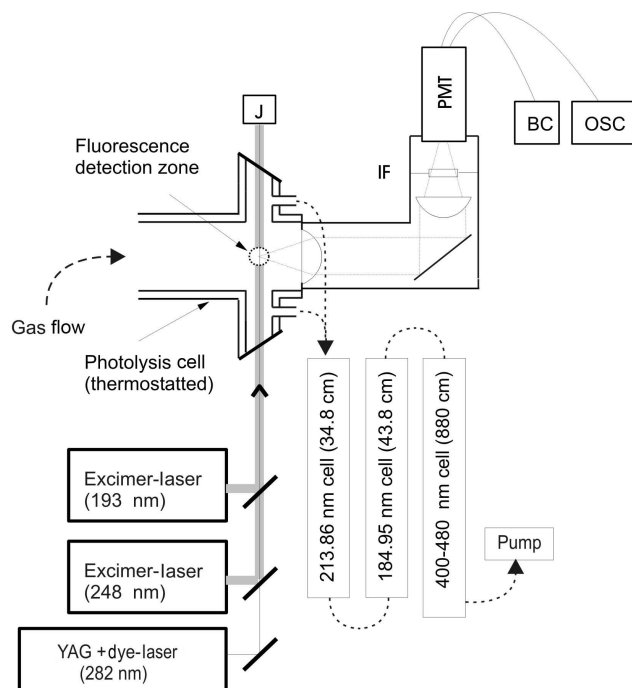 J
Fluorescence
detection zone
PMT
BC
OSC
IF
Gas flow
Photolysis cell
(thermostatted)
Excimer-laser
(193 nm)
Excimer-laser
(248 nm)
YAG +dye-laser
(282 nm)
213.86 nm cell (34.8 cm)
184.95 nm cell (43.8 cm)
400-480 nm cell (880 cm)
Pump